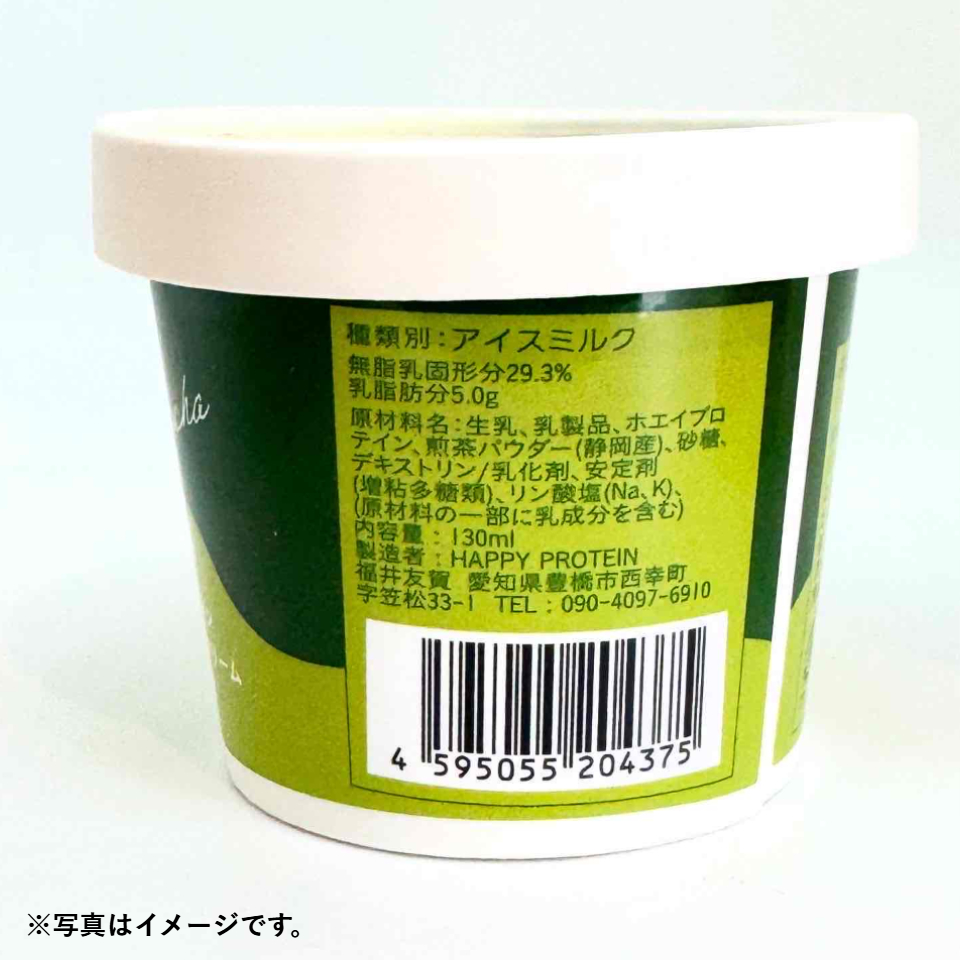 種類別：アイスミルク
無脂乳固形分29.3%
乳脂肪分5.0g
原材料名：生乳、乳製品、ホエイプロ
テイン、煎茶パウダー(静岡産)、砂糖、
デキストリン/乳化剤、安定剤
(増粘多糖類)、リン酸塩(Na、K)、
(原材料の一部に乳成分を含む)
内容量：130ml
製造者：HAPPY PROTEIN
福井友賀 愛知県豊橋市西幸町
字笠松33-1 TEL：090-4097-6910
4 595055 204375
※写真はイメージです。